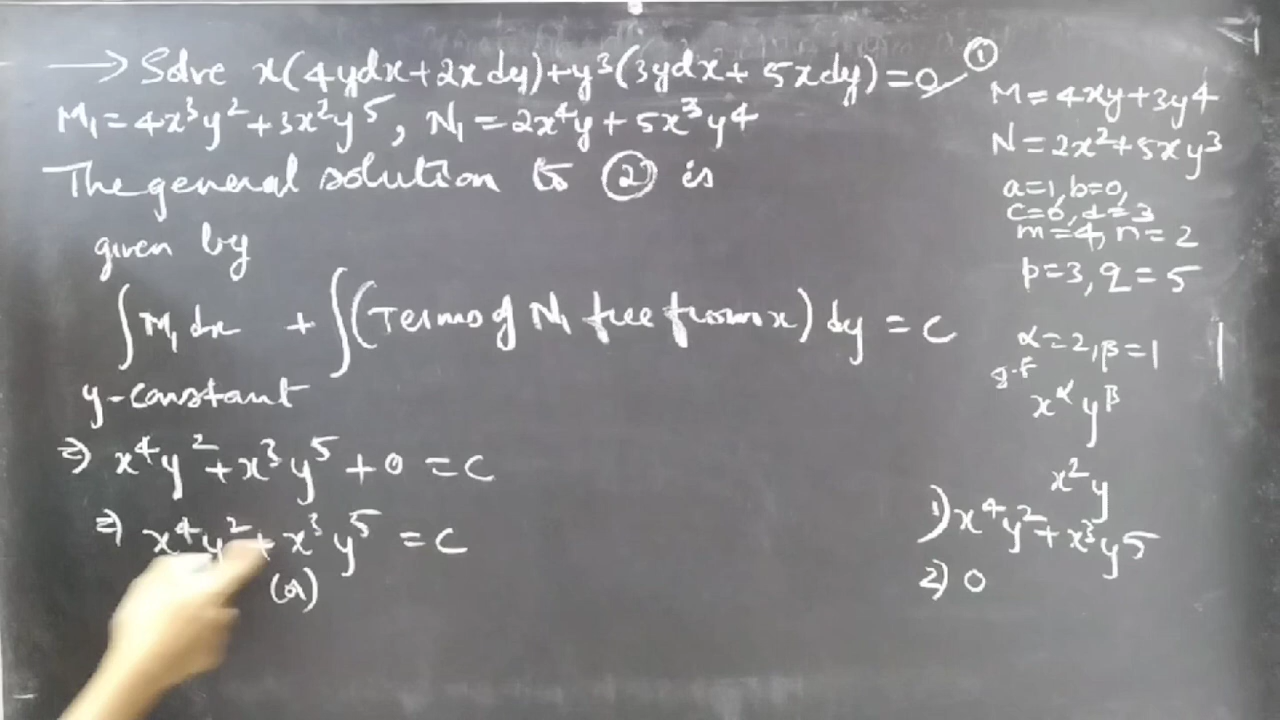 → Solve x(4ydx+2xdy)+y³(3ydx+5xdy)=0 ①
M₁=4x³y²+3x²y⁵, N₁=2x⁴y+5x³y⁴
The general solution to ② is
given by
∫M₁dx + ∫(Terms of N₁ free from x) dy = c
y-constant
⇒ x⁴y²+x³y⁵+0=c
⇒ x⁴y²+x³y⁵=c
(or)
M=4xy+3y4
N=2x²+5xy³
a=1, b=0,
c=0, d=3
m=4, n=2
p=3, q=5
α=2, β=1
I.F
x^α y^β
x²y
1) x⁴y²+x³y5
2) 0